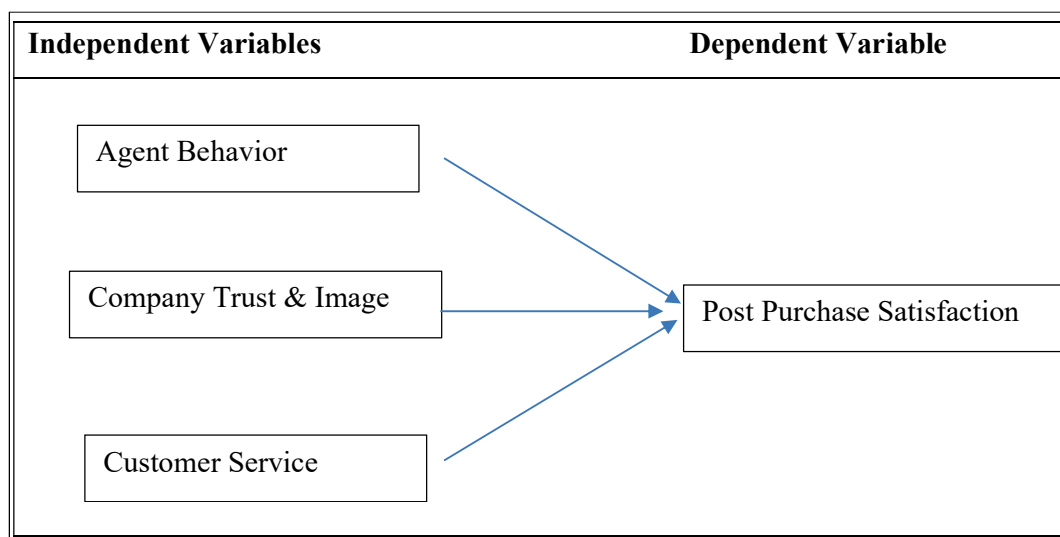 Independent Variables
Dependent Variable
Agent Behavior
Company Trust & Image
Post Purchase Satisfaction
Customer Service